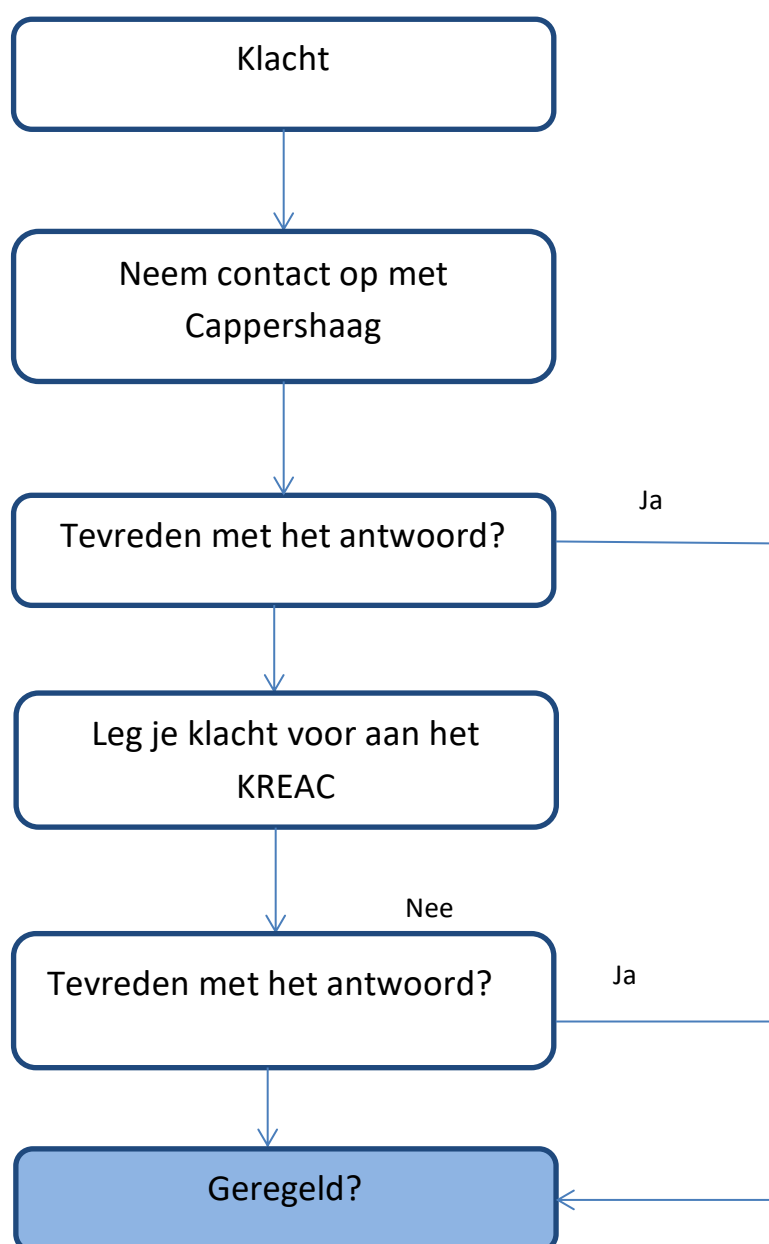 Klacht
Neem contact op met
Cappershaag
Ja
Tevreden met het antwoord?
Leg je klacht voor aan het
KREAC
Nee
Tevreden met het antwoord?
Ja
Geregeld?